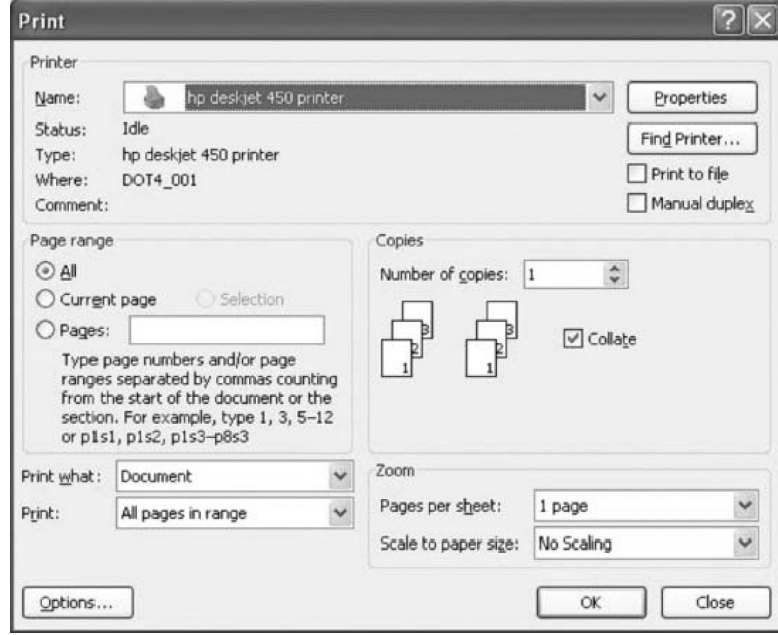 Print
Printer
Name: hp deskjet 450 printer Properties
Status: Idle Find Printer...
Type: hp deskjet 450 printer
Where: DOT4_001 Print to file
Comment: Manual duplex
Page range
All
Current page Selection
Pages:
Type page numbers and/or page
ranges separated by commas counting
from the start of the document or the
section. For example, type 1, 3, 5–12
or p1s1, p1s2, p1s3–p8s3
Copies
Number of copies: 1
3 3
2 2
1 1
Collate
Print what: Document
Print: All pages in range
Zoom
Pages per sheet: 1 page
Scale to paper size: No Scaling
Options... OK Close